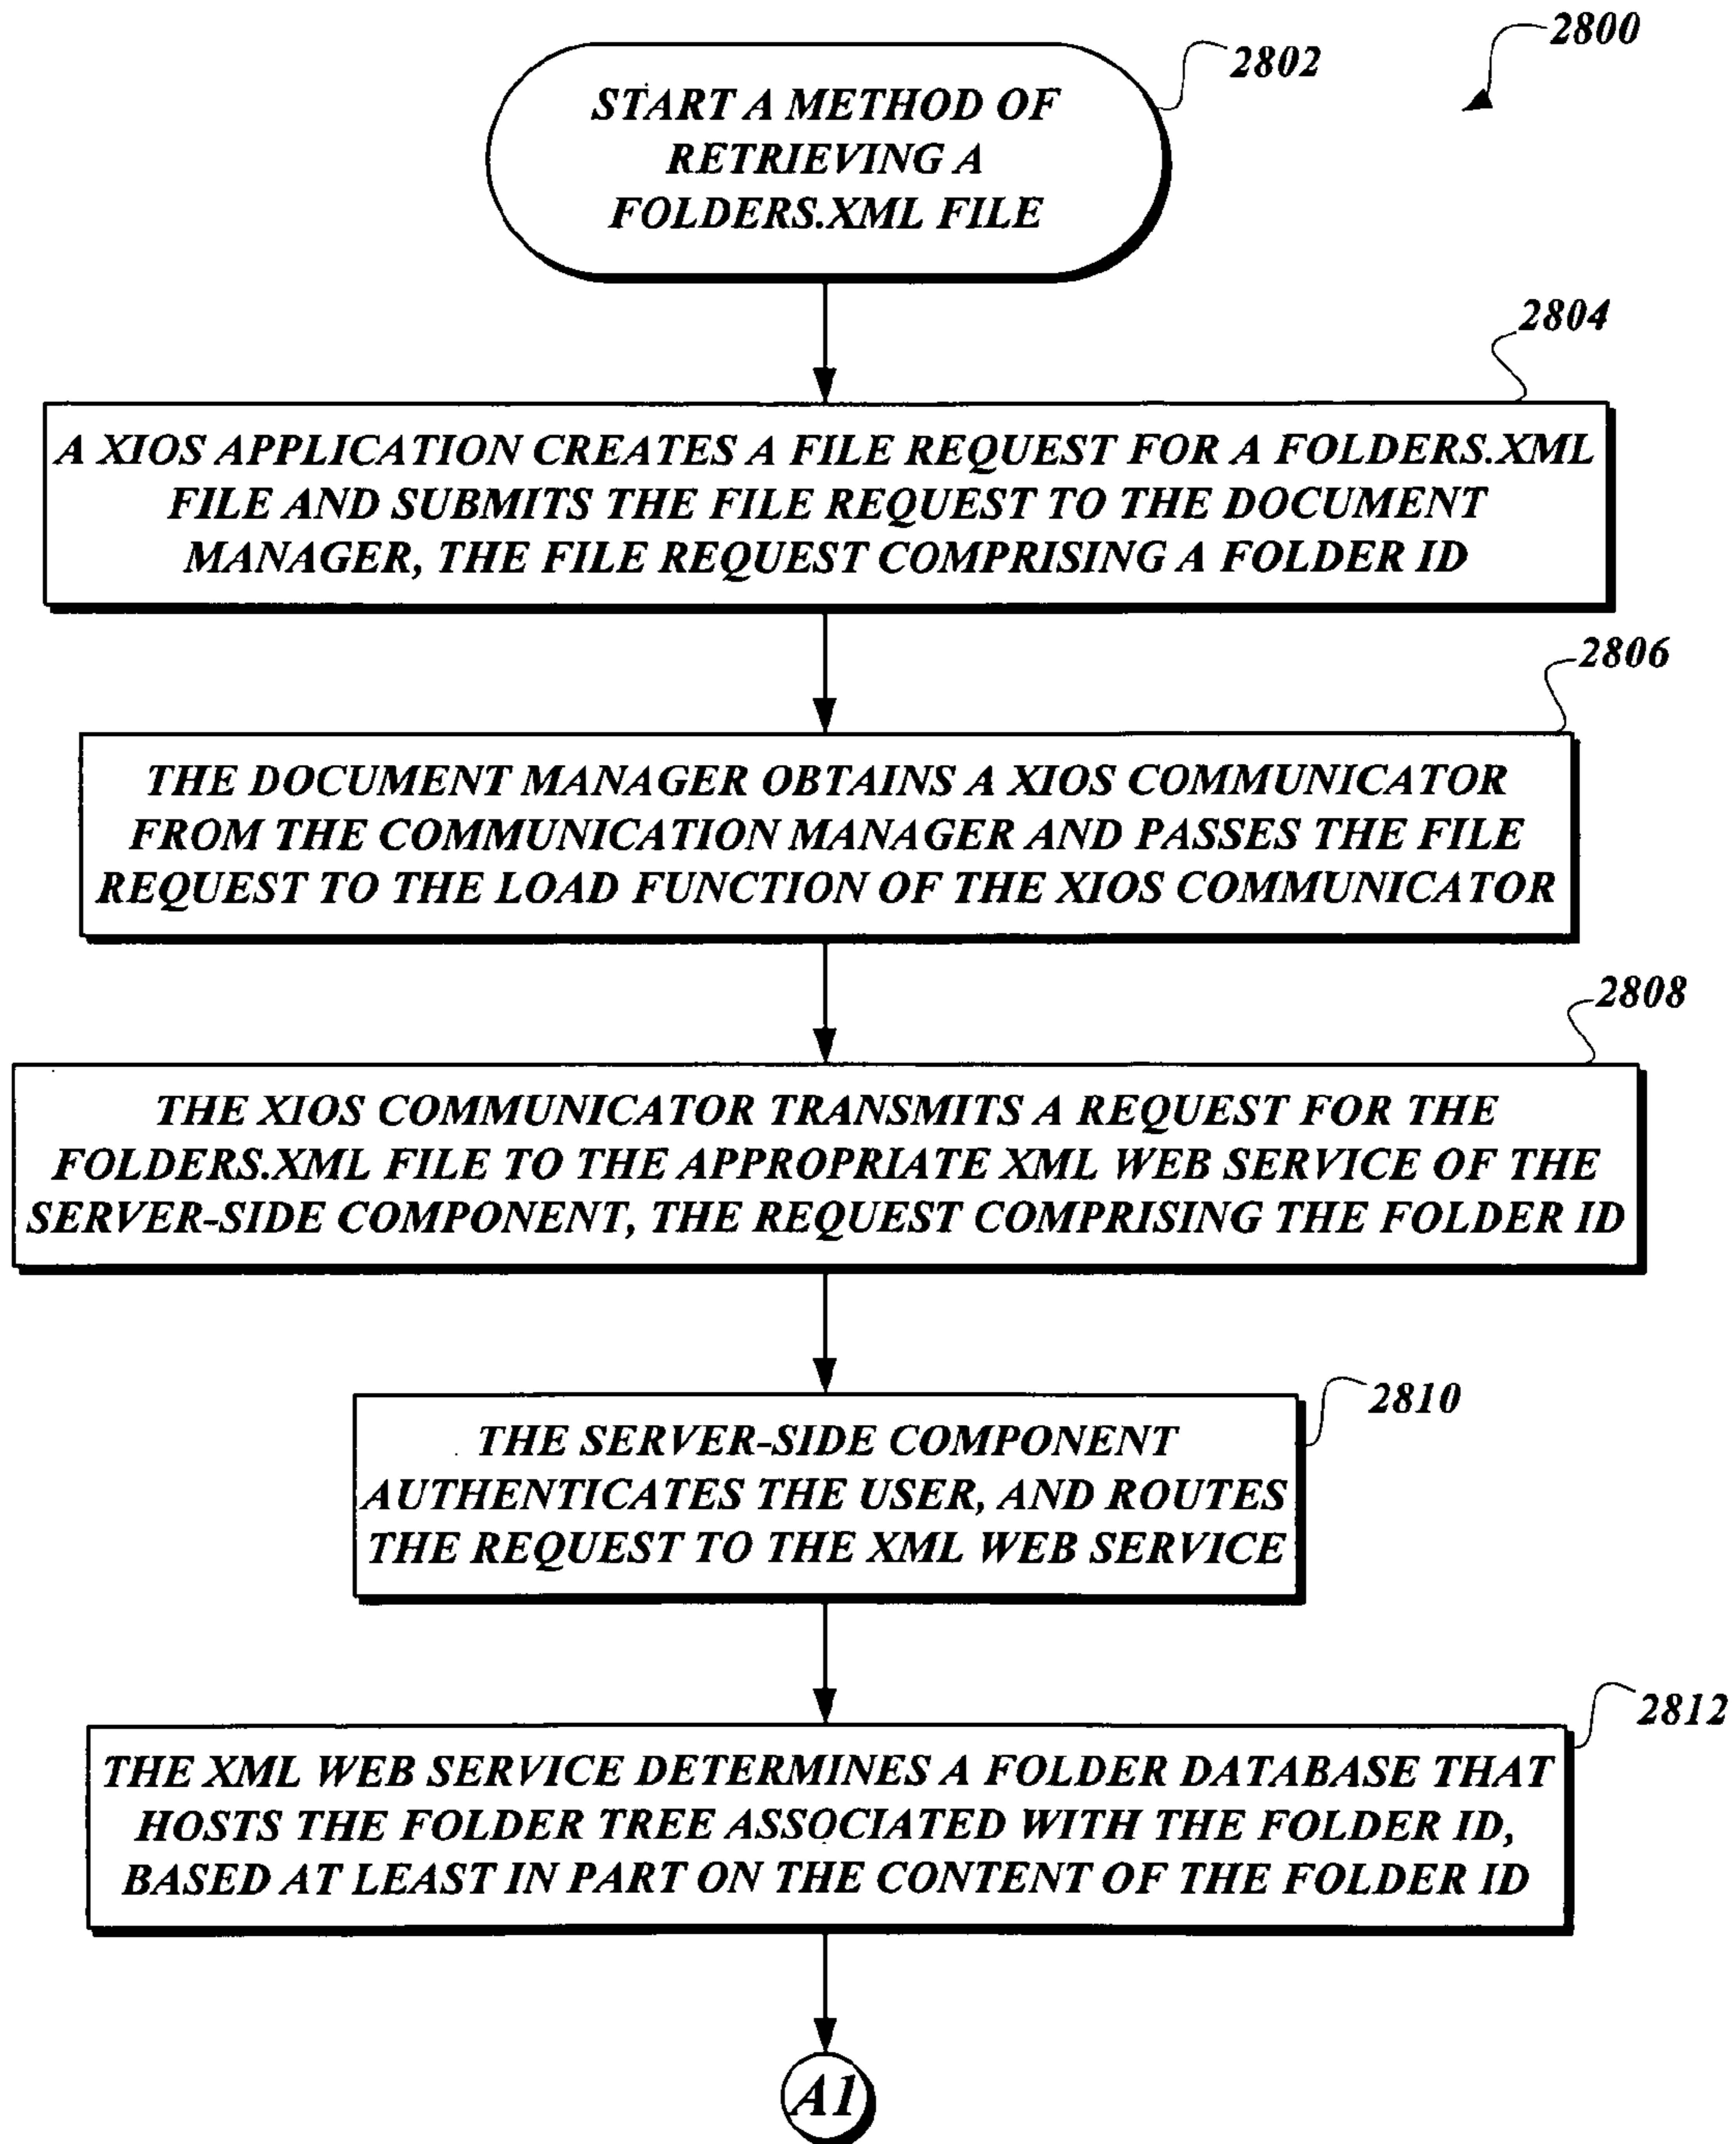 2800
2802
START A METHOD OF
RETRIEVING A
FOLDERS.XML FILE
2804
A XIOS APPLICATION CREATES A FILE REQUEST FOR A FOLDERS.XML
FILE AND SUBMITS THE FILE REQUEST TO THE DOCUMENT
MANAGER, THE FILE REQUEST COMPRISING A FOLDER ID
2806
THE DOCUMENT MANAGER OBTAINS A XIOS COMMUNICATOR
FROM THE COMMUNICATION MANAGER AND PASSES THE FILE
REQUEST TO THE LOAD FUNCTION OF THE XIOS COMMUNICATOR
2808
THE XIOS COMMUNICATOR TRANSMITS A REQUEST FOR THE
FOLDERS.XML FILE TO THE APPROPRIATE XML WEB SERVICE OF THE
SERVER-SIDE COMPONENT, THE REQUEST COMPRISING THE FOLDER ID
2810
THE SERVER-SIDE COMPONENT
AUTHENTICATES THE USER, AND ROUTES
THE REQUEST TO THE XML WEB SERVICE
2812
THE XML WEB SERVICE DETERMINES A FOLDER DATABASE THAT
HOSTS THE FOLDER TREE ASSOCIATED WITH THE FOLDER ID,
BASED AT LEAST IN PART ON THE CONTENT OF THE FOLDER ID
A1